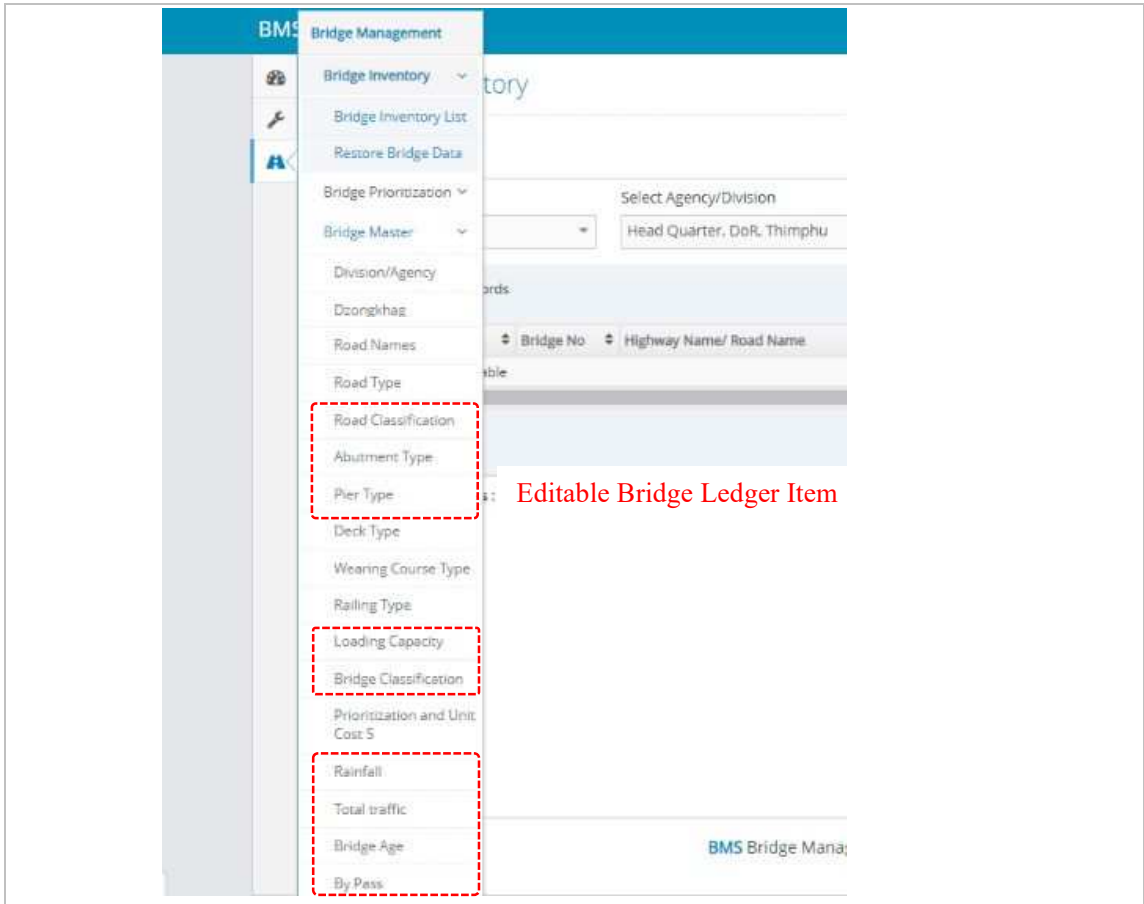 BMS
Bridge Management
Bridge Inventory
tory
Bridge Inventory List
Restore Bridge Data
Bridge Prioritization
Select Agency/Division
Bridge Master
Head Quarter, DoR, Thimphu
Division/Agency
ords
Dzongkhag
Road Names
Bridge No
Highway Name/ Road Name
able
Road Type
Road Classification
Abutment Type
Pier Type
s :
Editable Bridge Ledger Item
Deck Type
Wearing Course Type
Railing Type
Loading Capacity
Bridge Classification
Prioritization and Unit
Cost S
Rainfall
Total traffic
Bridge Age
BMS Bridge Mana
By Pass